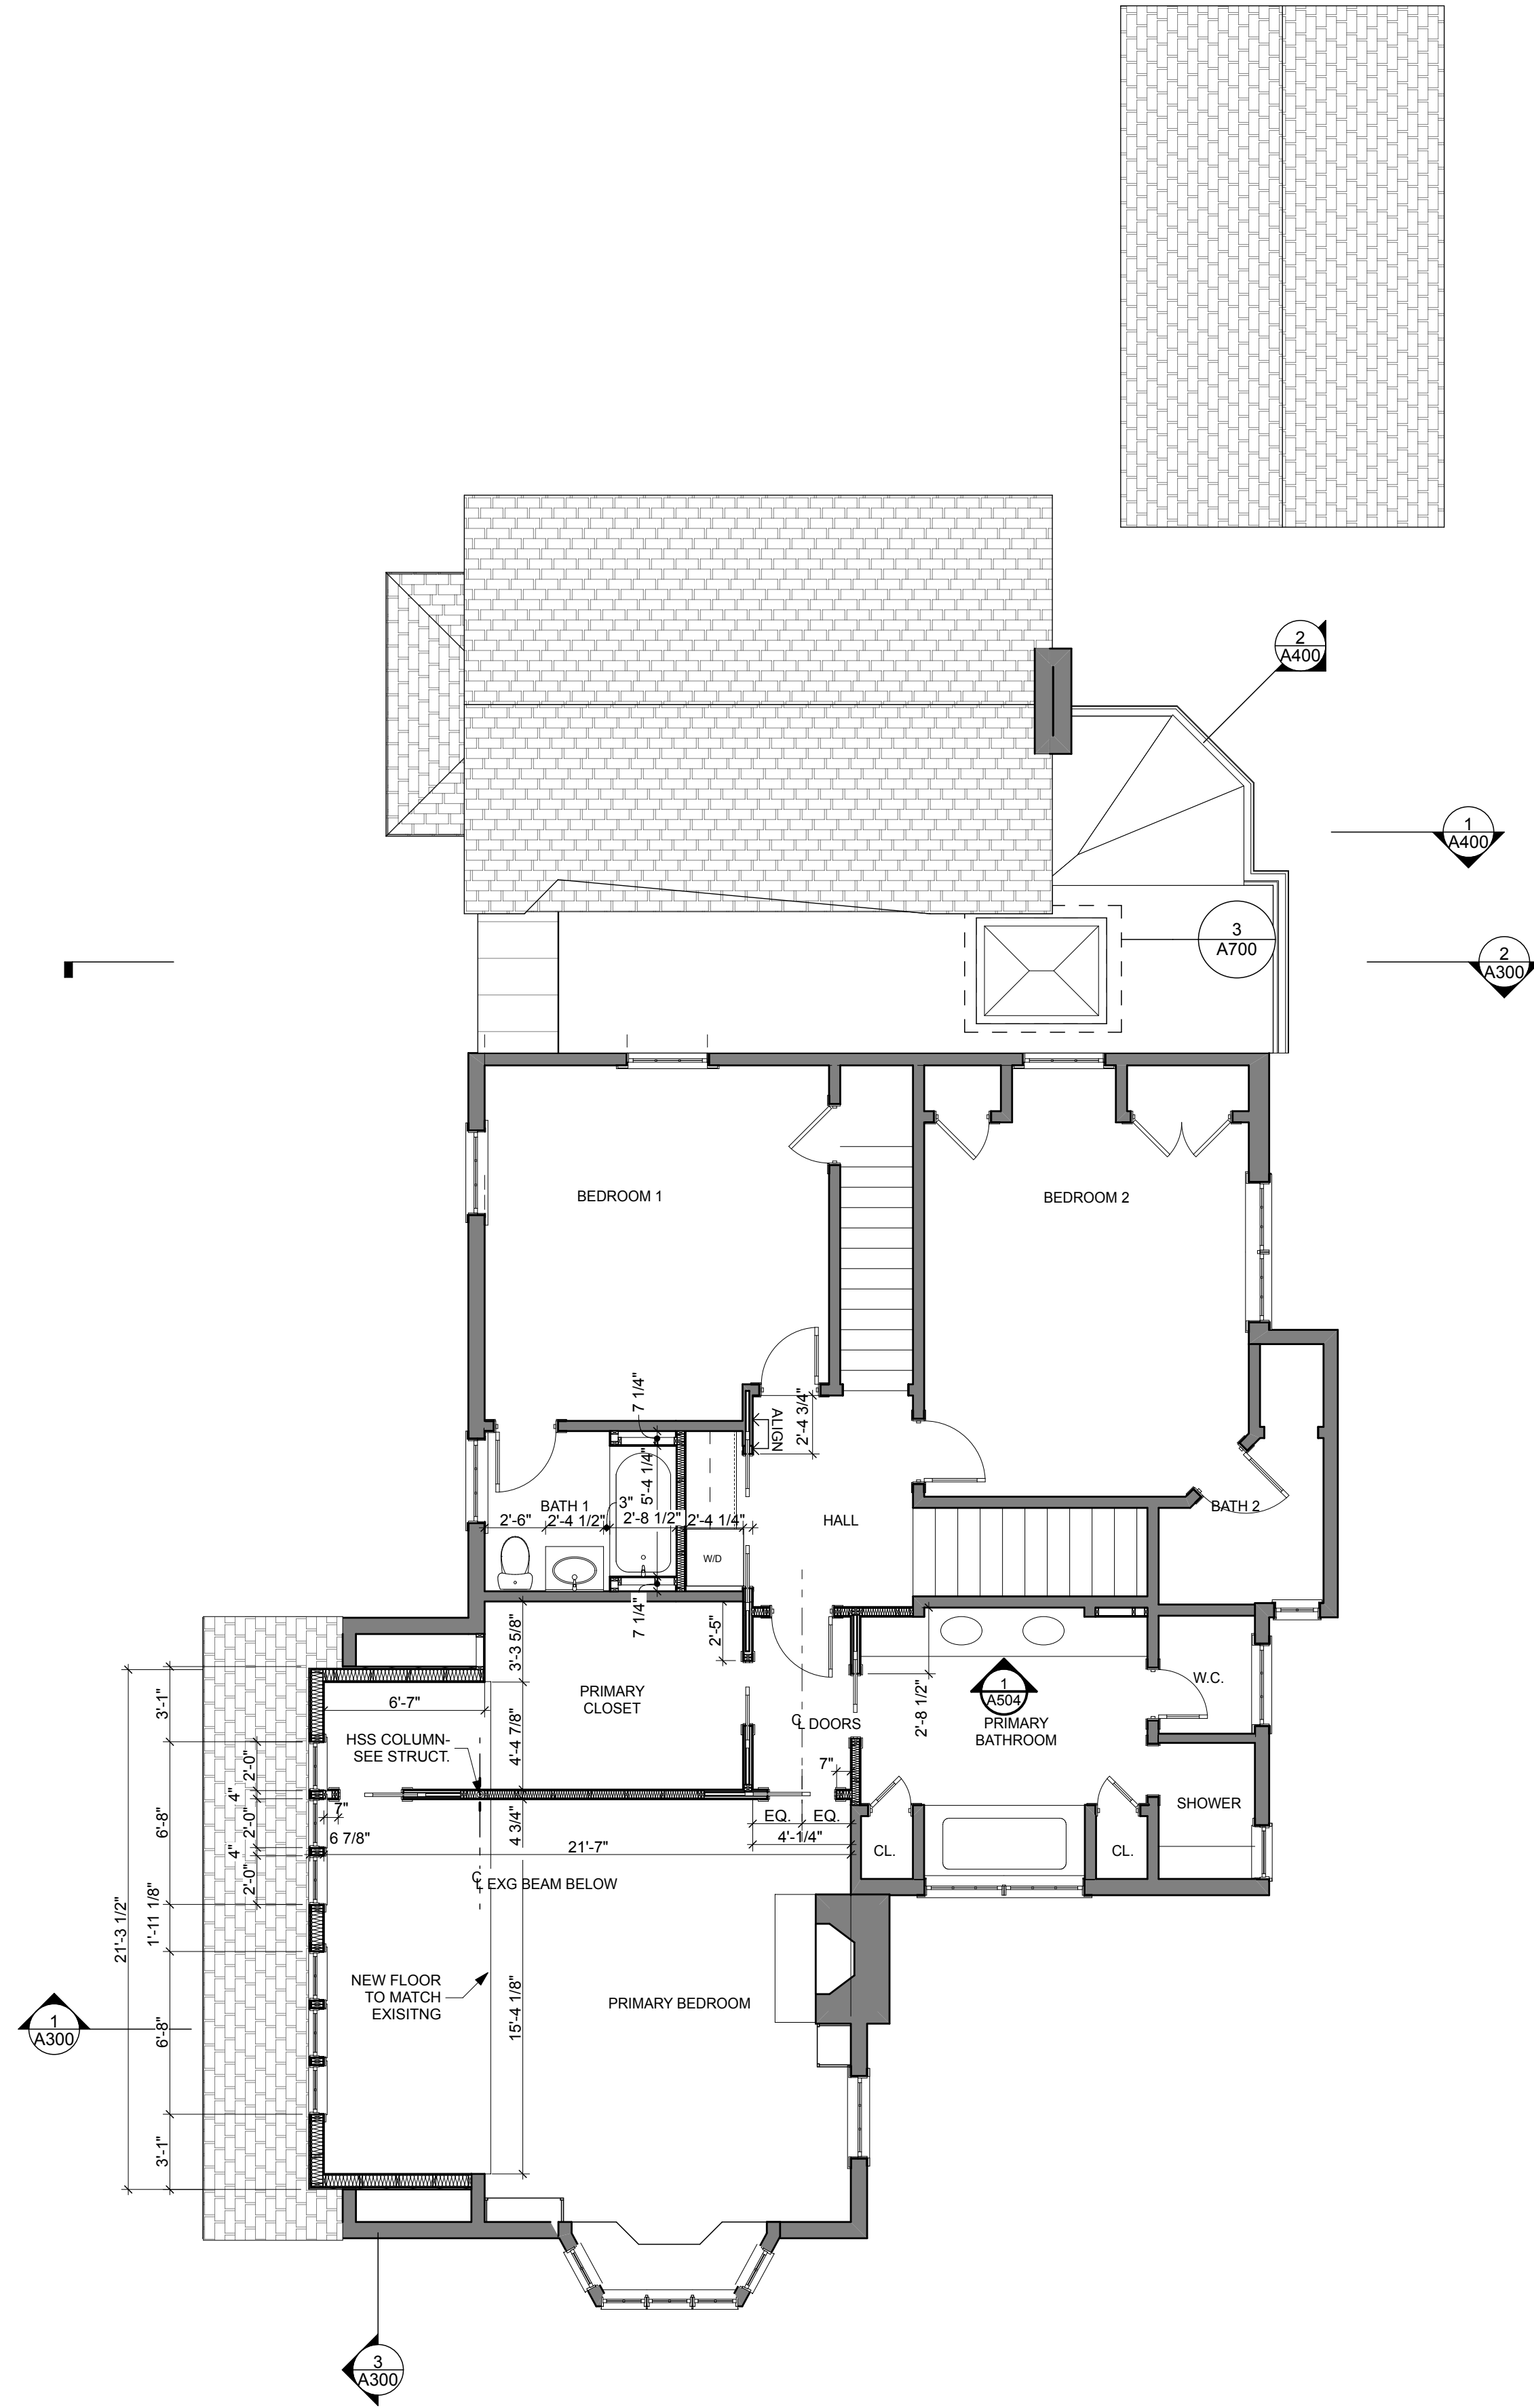 2
A400
1
A400
3
A700
2
A300
BEDROOM 1
BEDROOM 2
7 1/4"
ALIGN
2'-4 3/4"
5'-4 1/4"
BATH 1
3"
2'-6"
2'-4 1/2"
2'-8 1/2"
2'-4 1/4"
HALL
BATH 2
W/D
7 1/4"
3'-3 5/8"
2'-5"
PRIMARY
CLOSET
4'-4 7/8"
6'-7"
HSS COLUMN-
SEE STRUCT.
℄ DOORS
2'-8 1/2"
1
A504
PRIMARY
BATHROOM
W.C.
SHOWER
CL.
CL.
7"
EQ.
EQ.
4'-1/4"
3'-1"
2'-0"
4"
2'-0"
4"
2'-0"
6'-8"
7"
6 7/8"
4 3/4"
21'-7"
℄ EXG BEAM BELOW
21'-3 1/2"
1'-11 1/8"
NEW FLOOR
TO MATCH
EXISITNG
15'-4 1/8"
PRIMARY BEDROOM
1
A300
6'-8"
3'-1"
3
A300